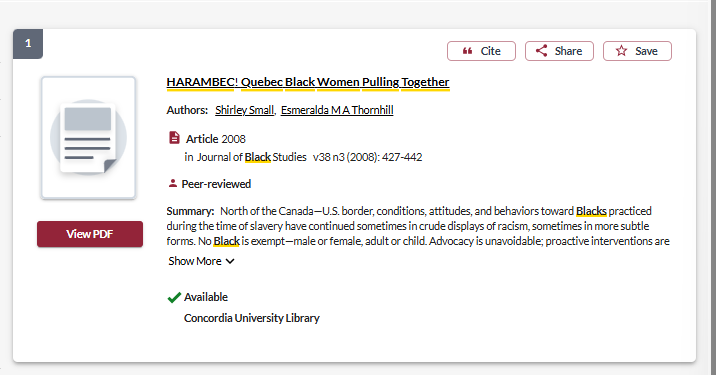 1
Cite
Share
Save
HARAMBEC! Quebec Black Women Pulling Together
Authors: Shirley Small, Esmeralda M A Thornhill
Article 2008
in Journal of Black Studies v38 n3 (2008): 427-442
Peer-reviewed
View PDF
Summary: North of the Canada—U.S. border, conditions, attitudes, and behaviors toward Blacks practiced
during the time of slavery have continued sometimes in crude displays of racism, sometimes in more subtle
forms. No Black is exempt—male or female, adult or child. Advocacy is unavoidable; proactive interventions are
Show More
Available
Concordia University Library